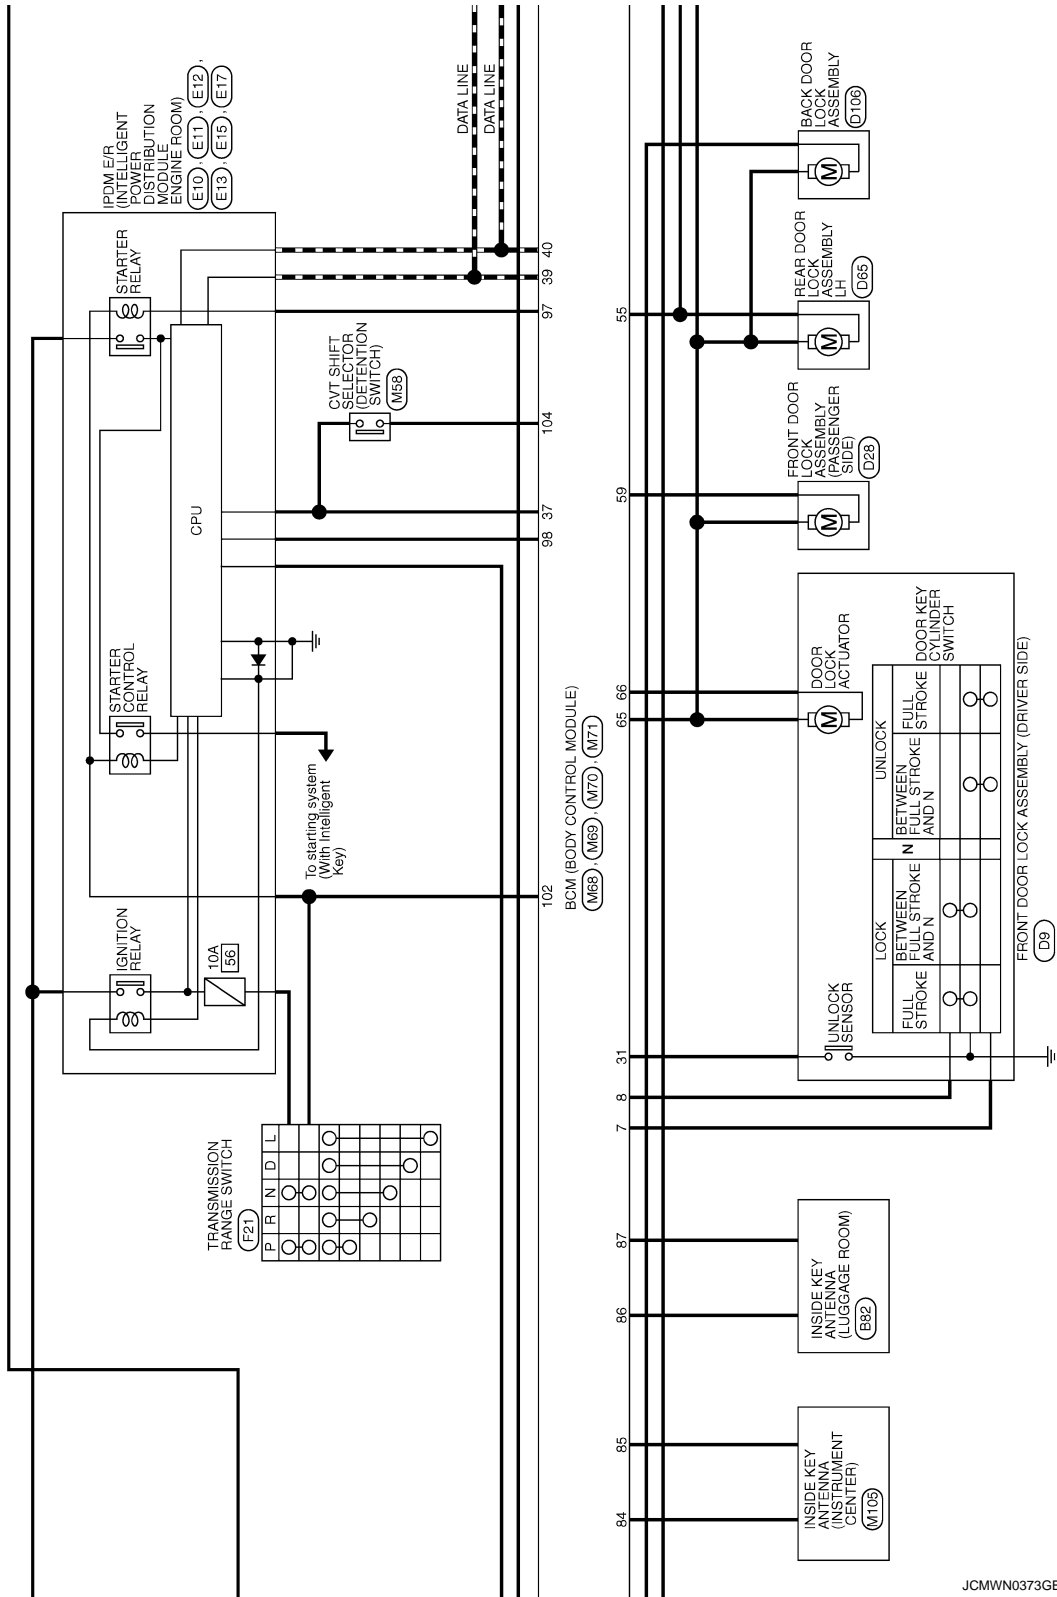 IPDM E/R
(INTELLIGENT
POWER
DISTRIBUTION
MODULE
ENGINE ROOM)
E10 , E11 , E12 ,
E13 , E15 , E17
STARTER
RELAY
CPU
STARTER
CONTROL
RELAY
IGNITION
RELAY
10A
56
To starting system
(With Intelligent
Key)
TRANSMISSION
RANGE SWITCH
F21
P R N D L
DATA LINE
DATA LINE
CVT SHIFT
SELECTOR
(DETENTION
SWITCH)
M58
40
39
97
104
37
98
102
BCM (BODY CONTROL MODULE)
M68 , M69 , M70 , M71
55
59
66
65
31
8
7
87
86
85
84
BACK DOOR
LOCK
ASSEMBLY
D106
M
REAR DOOR
LOCK
ASSEMBLY
LH
D65
M
FRONT DOOR
LOCK
ASSEMBLY
(PASSENGER
SIDE)
D28
M
DOOR
LOCK
ACTUATOR
M
UNLOCK
SENSOR
DOOR KEY
CYLINDER
SWITCH
LOCK
UNLOCK
FULL
STROKE
BETWEEN
FULL STROKE
AND N
N
BETWEEN
FULL STROKE
AND N
FULL
STROKE
FRONT DOOR LOCK ASSEMBLY (DRIVER SIDE)
D9
INSIDE KEY
ANTENNA
(LUGGAGE ROOM)
B82
INSIDE KEY
ANTENNA
(INSTRUMENT
CENTER)
M105
JCMWN0373GE